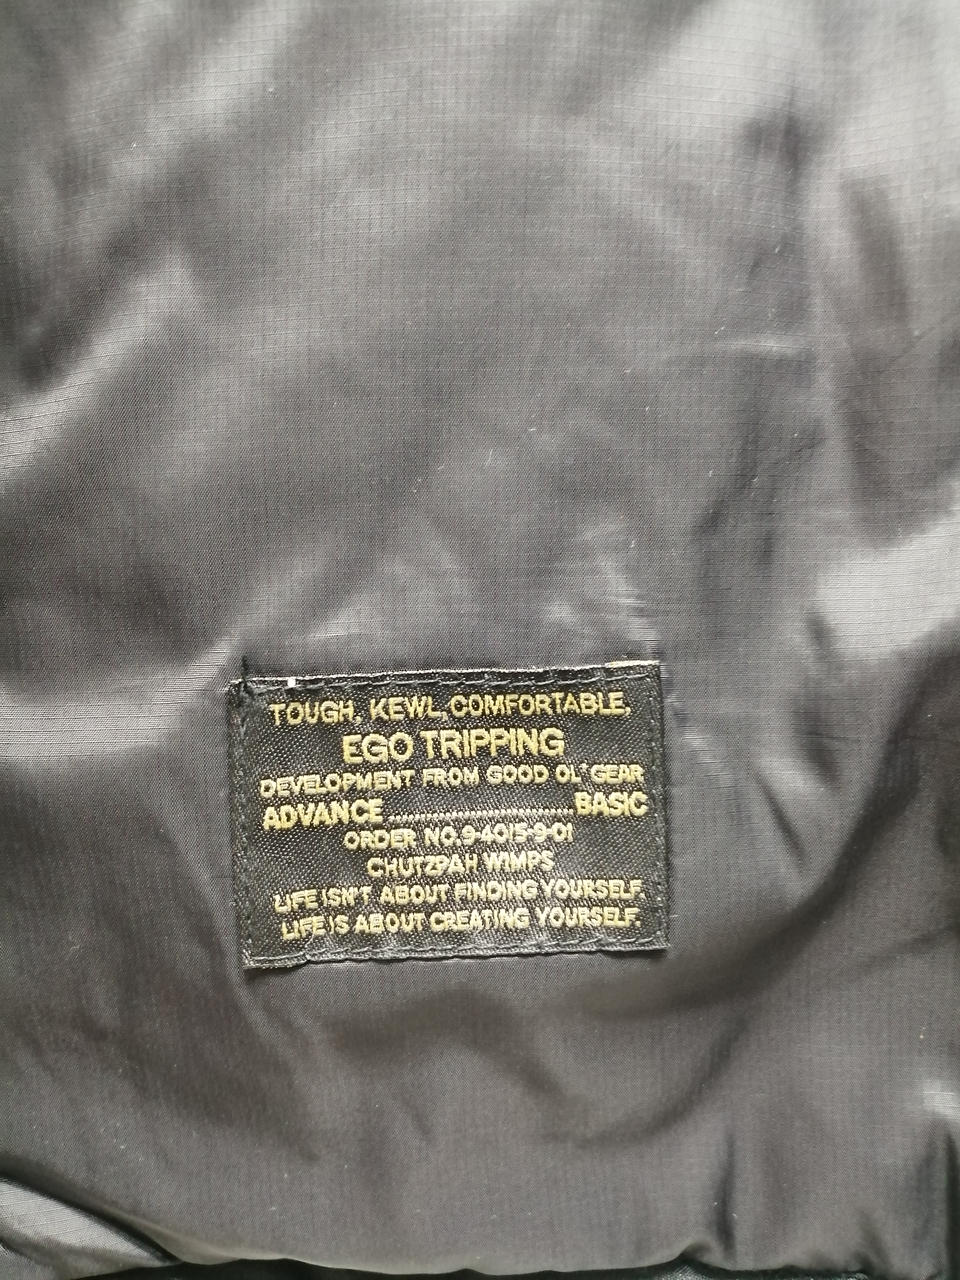 TOUGH, KEWL, COMFORTABLE,
EGO TRIPPING
DEVELOPMENT FROM GOOD OL' GEAR
ADVANCE BASIC
ORDER NO.9-4015-9-01
CHUTZPAH WIMPS
LIFE ISN'T ABOUT FINDING YOURSELF.
LIFE IS ABOUT CREATING YOURSELF.